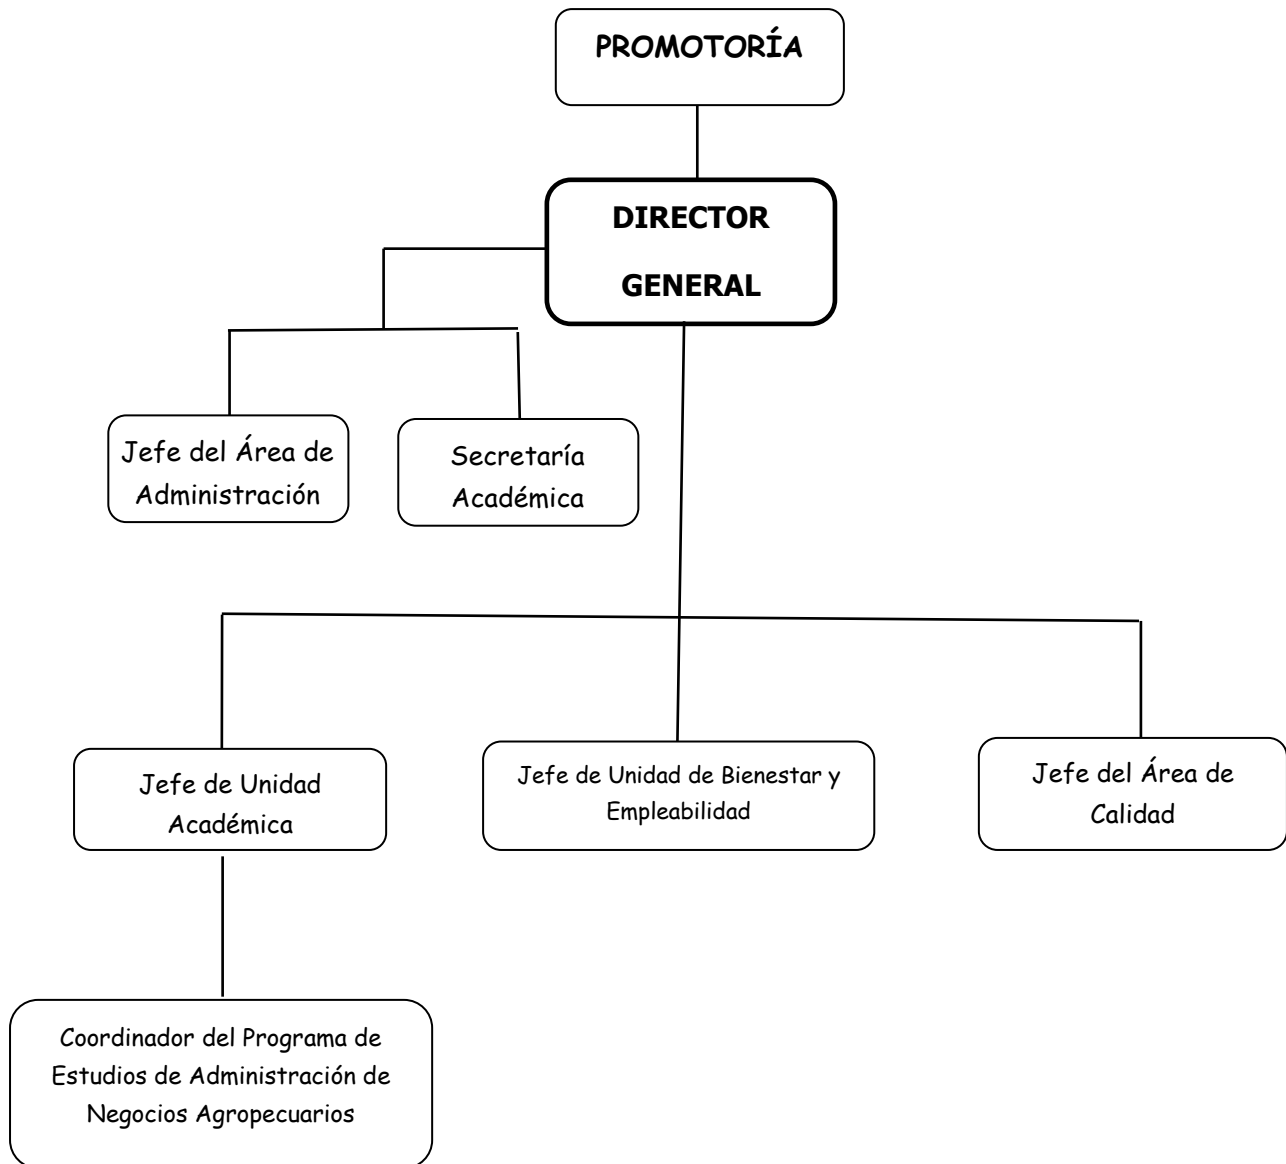 PROMOTORÍA
DIRECTOR
GENERAL
Jefe del Área de
Administración
Secretaría
Académica
Jefe de Unidad
Académica
Jefe de Unidad de Bienestar y
Empleabilidad
Jefe del Área de
Calidad
Coordinador del Programa de
Estudios de Administración de
Negocios Agropecuarios